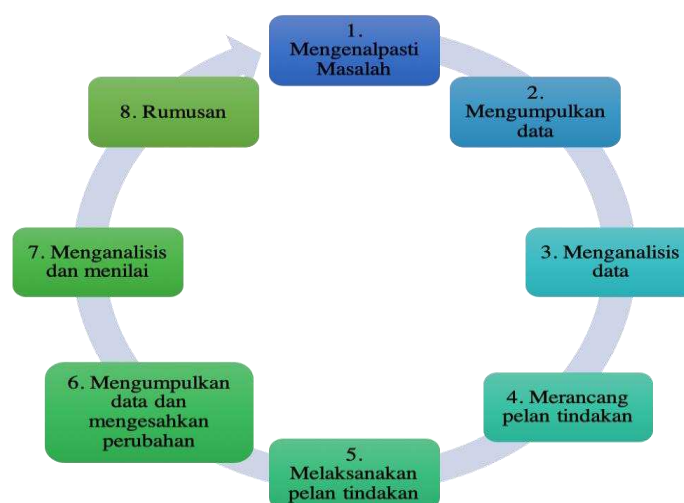 1.
Mengenalpasti
Masalah
2.
Mengumpulkan
data
3. Menganalisis
data
4. Merancang
pelan tindakan
5.
Melaksanakan
pelan tindakan
6. Mengumpulkan
data dan
mengesahkan
perubahan
7. Menganalisis
dan menilai
8. Rumusan